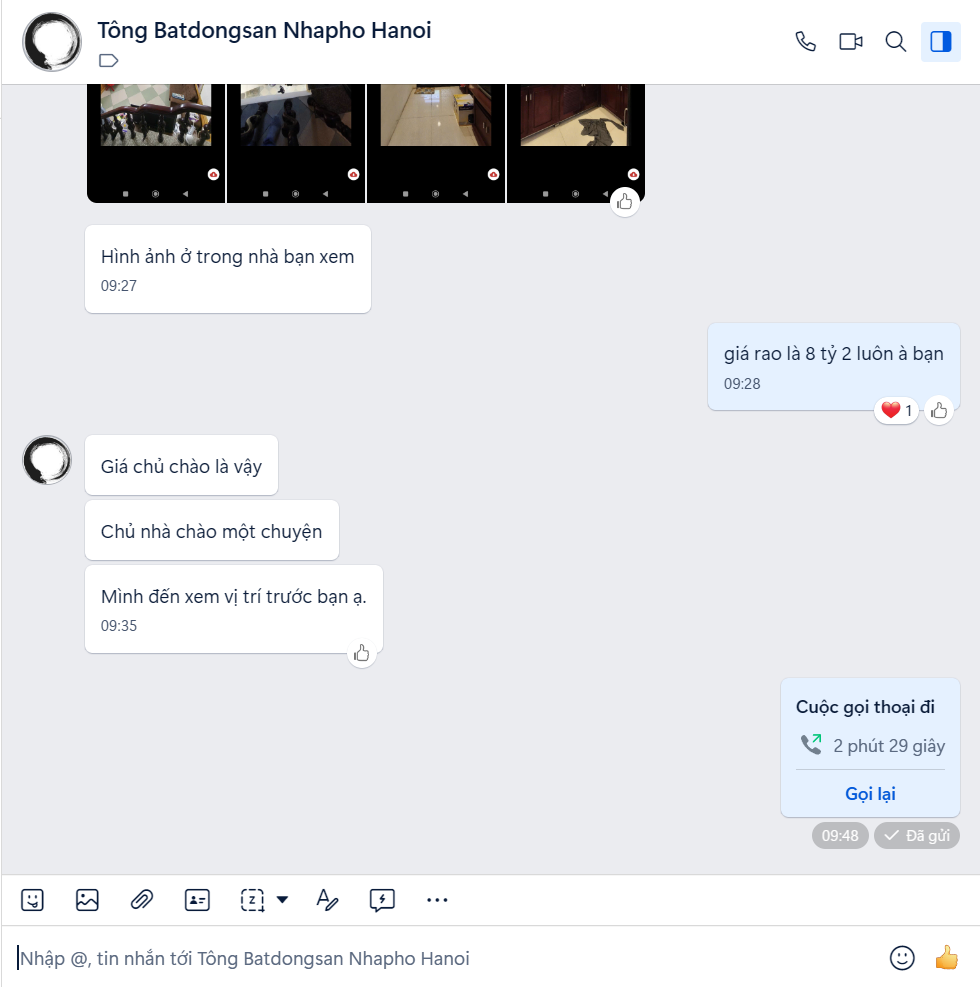 Tông Batdongsan Nhapho Hanoi
Hình ảnh ở trong nhà bạn xem
09:27
giá rao là 8 tỷ 2 luôn à bạn
09:28
1
Giá chủ chào là vậy
Chủ nhà chào một chuyện
Mình đến xem vị trí trước bạn ạ.
09:35
Cuộc gọi thoại đi
2 phút 29 giây
Gọi lại
09:48 Đã gửi
Nhập @, tin nhắn tới Tông Batdongsan Nhapho Hanoi